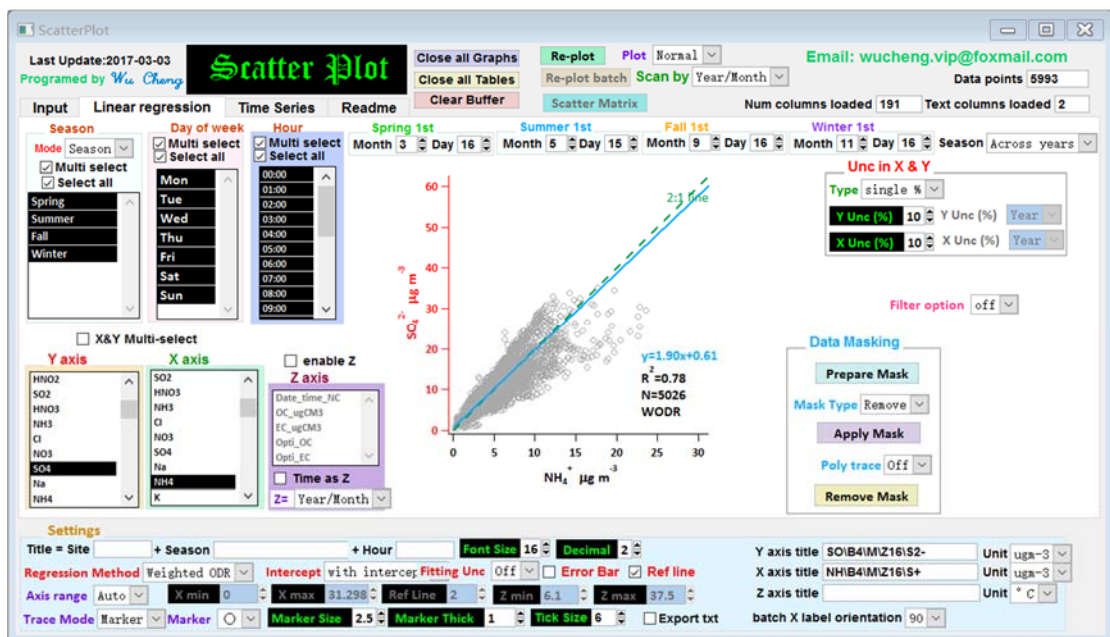 ScatterPlot
Last Update:2017-03-03
Programed by Wu Cheng
Scatter Plot
Close all Graphs
Close all Tables
Clear Buffer
Re-plot Plot Normal
Re-plot batch Scan by Year/Month
Scatter Matrix
Email: wucheng.vip@foxmail.com
Data points 5993
Num columns loaded 191 Text columns loaded 2
Input Linear regression Time Series Readme
Season
Mode Season
Multi select
Select all
Spring
Summer
Fall
Winter
Day of week
Multi select
Select all
Mon
Tue
Wed
Thu
Fri
Sat
Sun
Hour
Multi select
Select all
00:00
01:00
02:00
03:00
04:00
05:00
06:00
07:00
08:00
09:00
Spring 1st Summer 1st Fall 1st Winter 1st
Month 3 Day 16 Month 5 Day 15 Month 9 Day 16 Month 11 Day 16 Season Across years
Unc in X & Y
Type single %
Y Unc (%) 10 Y Unc (%) Year
X Unc (%) 10 X Unc (%) Year
Filter option off
Data Masking
Prepare Mask
Mask Type Remove
Apply Mask
Poly trace Off
Remove Mask
60
50
40
30
20
10
0
SO4 2- µg m-3
2:1 line
y=1.90x+0.61
R2=0.78
N=5026
WODR
0 5 10 15 20 25 30
NH4+ µg m-3
X&Y Multi-select
Y axis
HNO2
SO2
HNO3
NH3
Cl
NO3
SO4
Na
NH4
X axis
SO2
HNO3
NH3
Cl
NO3
SO4
Na
NH4
K
enable Z
Z axis
Date_time_NC
OC_ugCM3
EC_ugCM3
Opti_OC
Opti_EC
Time as Z
Z= Year/Month
Settings
Title = Site + Season + Hour Font Size 16 Decimal 2
Regression Method Weighted ODR Intercept with intercep Fitting Unc Off Error Bar Ref line
Axis range Auto X min 0 X max 31.298 Ref Line 2 Z min 6.1 Z max 37.5
Trace Mode Marker Marker Marker Size 2.5 Marker Thick 1 Tick Size 6 Export txt
Y axis title SO\B4\M\Z16\S2- Unit ugm-3
X axis title NH\B4\M\Z16\S+ Unit ugm-3
Z axis title Unit °C
batch X label orientation 90